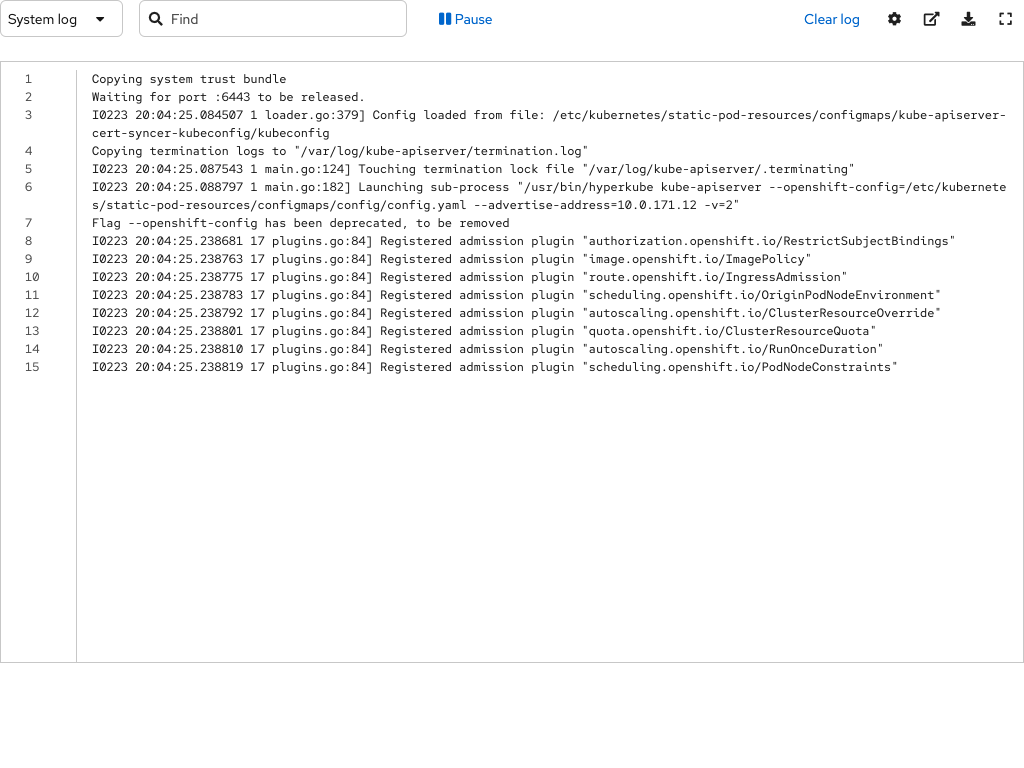 System log
Find
Pause
Clear log
1 Copying system trust bundle
2 Waiting for port :6443 to be released.
3 I0223 20:04:25.084507 1 loader.go:379] Config loaded from file: /etc/kubernetes/static-pod-resources/configmaps/kube-apiserver-
cert-syncer-kubeconfig/kubeconfig
4 Copying termination logs to "/var/log/kube-apiserver/termination.log"
5 I0223 20:04:25.087543 1 main.go:124] Touching termination lock file "/var/log/kube-apiserver/.terminating"
6 I0223 20:04:25.088797 1 main.go:182] Launching sub-process "/usr/bin/hyperkube kube-apiserver --openshift-config=/etc/kubernete
s/static-pod-resources/configmaps/config/config.yaml --advertise-address=10.0.171.12 -v=2"
7 Flag --openshift-config has been deprecated, to be removed
8 I0223 20:04:25.238681 17 plugins.go:84] Registered admission plugin "authorization.openshift.io/RestrictSubjectBindings"
9 I0223 20:04:25.238763 17 plugins.go:84] Registered admission plugin "image.openshift.io/ImagePolicy"
10 I0223 20:04:25.238775 17 plugins.go:84] Registered admission plugin "route.openshift.io/IngressAdmission"
11 I0223 20:04:25.238783 17 plugins.go:84] Registered admission plugin "scheduling.openshift.io/OriginPodNodeEnvironment"
12 I0223 20:04:25.238792 17 plugins.go:84] Registered admission plugin "autoscaling.openshift.io/ClusterResourceOverride"
13 I0223 20:04:25.238801 17 plugins.go:84] Registered admission plugin "quota.openshift.io/ClusterResourceQuota"
14 I0223 20:04:25.238810 17 plugins.go:84] Registered admission plugin "autoscaling.openshift.io/RunOnceDuration"
15 I0223 20:04:25.238819 17 plugins.go:84] Registered admission plugin "scheduling.openshift.io/PodNodeConstraints"